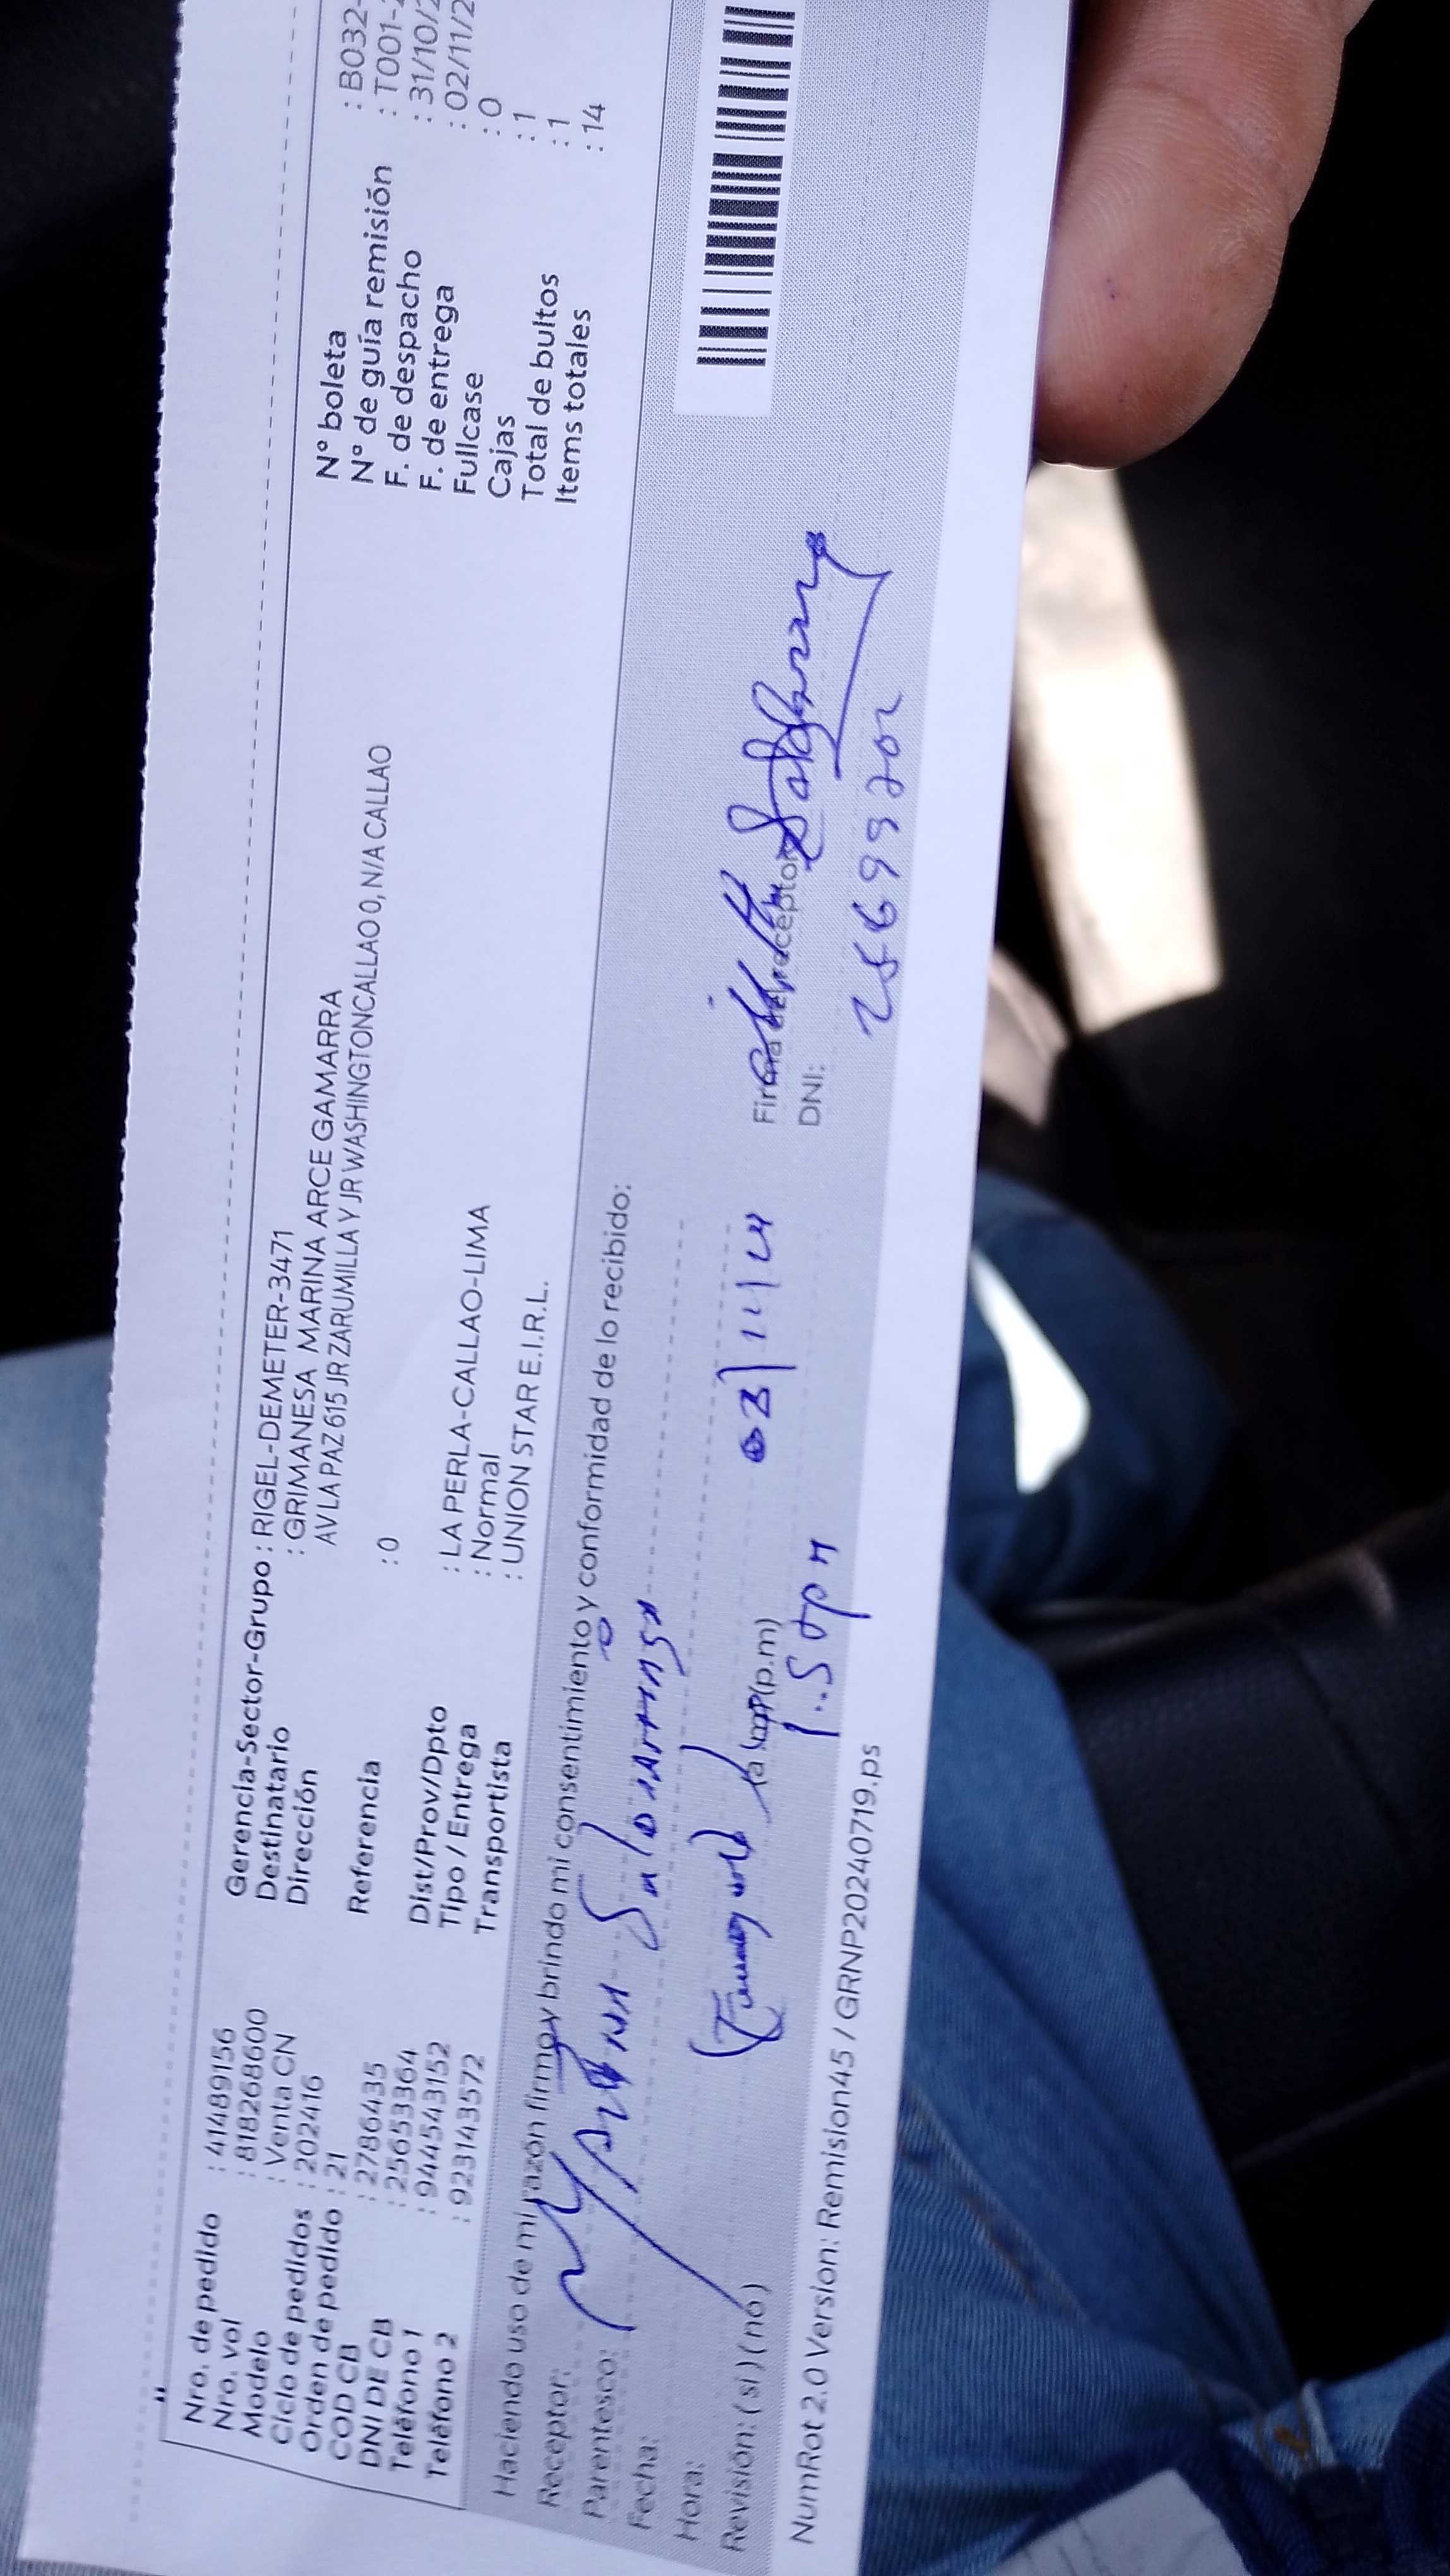 Nro. de pedido : 41489156
Nro. vol : 818268600
Modelo : Venta CN
Ciclo de pedidos : 202416
Orden de pedido : 21
COD CB : 2786435
DNI DE CB : 25653364
Teléfono 1 : 944543152
Teléfono 2 : 923143572
Gerencia-Sector-Grupo : RIGEL-DEMETER-3471
Destinatario : GRIMANESA MARINA ARCE GAMARRA
Dirección AV LA PAZ 615 JR ZARUMILLA Y JR WASHINGTONCALLAO 0, N/A CALLAO
Referencia : 0
Dist/Prov/Dpto : LA PERLA-CALLAO-LIMA
Tipo / Entrega : Normal
Transportista : UNION STAR E.I.R.L.
Nº boleta : B032-
Nº de guía remisión : T001-
F. de despacho : 31/10/2
F. de entrega : 02/11/2
Fullcase : 0
Cajas : 1
Total de bultos : 1
Items totales : 14
Haciendo uso de mi razón firmo y brindo mi consentimiento y conformidad de lo recibido:
Receptor:
Parentesco:
Fecha:
Hora: (p.m)
Revisión: ( si ) ( no )
1:50pm
Firma del receptor
DNI: 25699202
NumRot 2.0 Version: Remision45 / GRNP20240719.ps